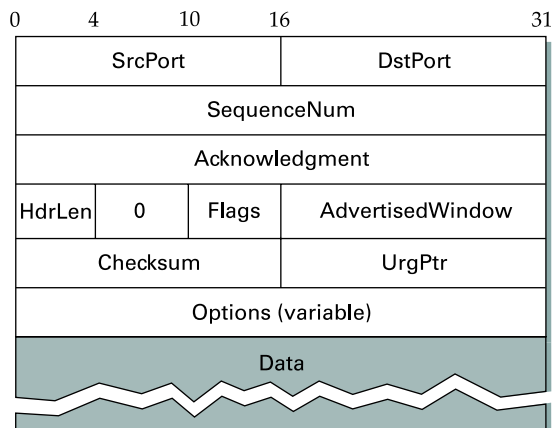 0 4 10 16 31
SrcPort DstPort
SequenceNum
Acknowledgment
HdrLen 0 Flags AdvertisedWindow
Checksum UrgPtr
Options (variable)
Data